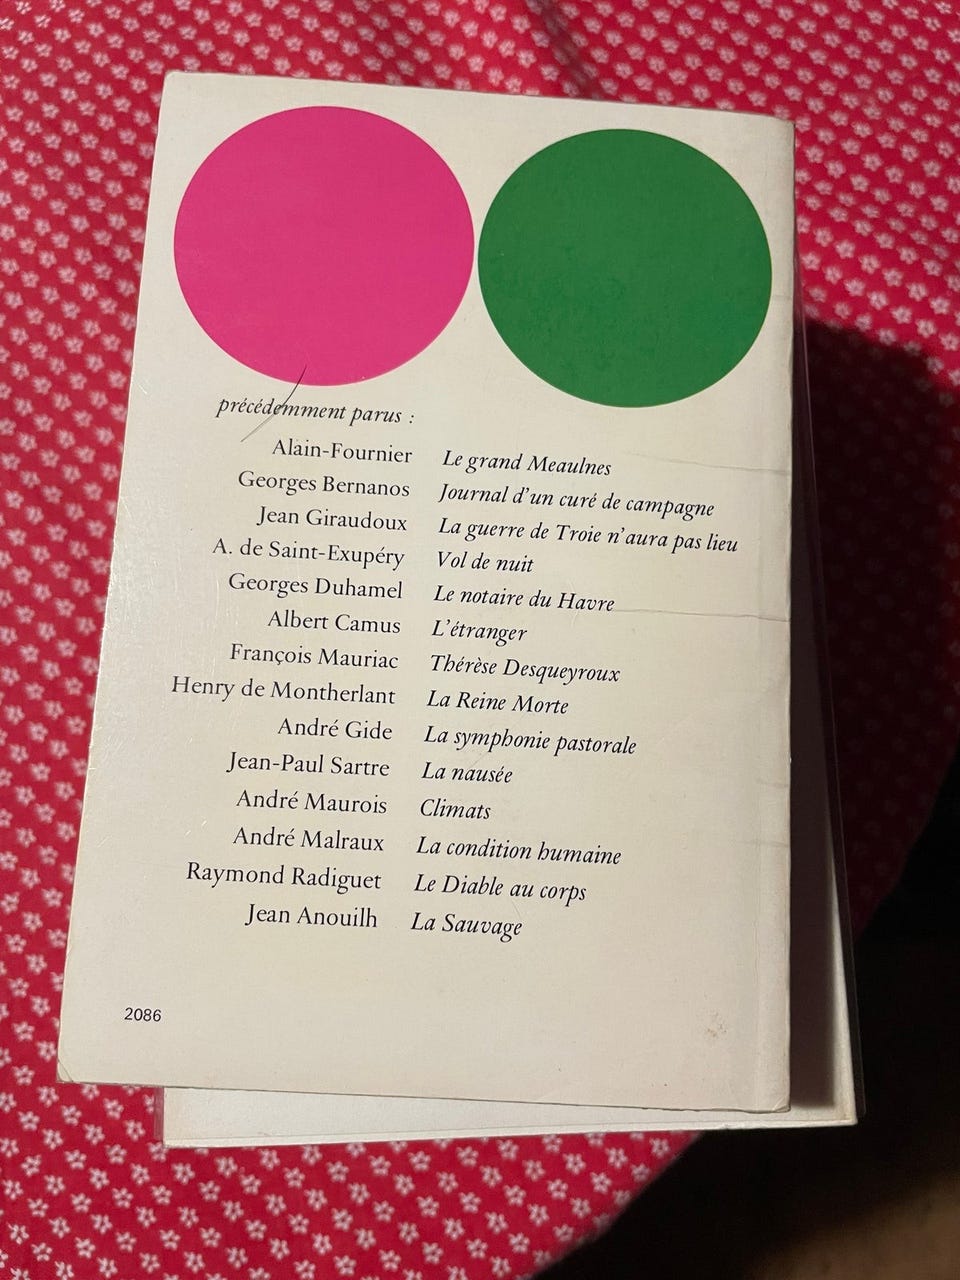 précédemment parus :
Alain-Fournier Le grand Meaulnes
Georges Bernanos Journal d'un curé de campagne
Jean Giraudoux La guerre de Troie n'aura pas lieu
A. de Saint-Exupéry Vol de nuit
Georges Duhamel Le notaire du Havre
Albert Camus L'étranger
François Mauriac Thérèse Desqueyroux
Henry de Montherlant La Reine Morte
André Gide La symphonie pastorale
Jean-Paul Sartre La nausée
André Maurois Climats
André Malraux La condition humaine
Raymond Radiguet Le Diable au corps
Jean Anouilh La Sauvage
2086